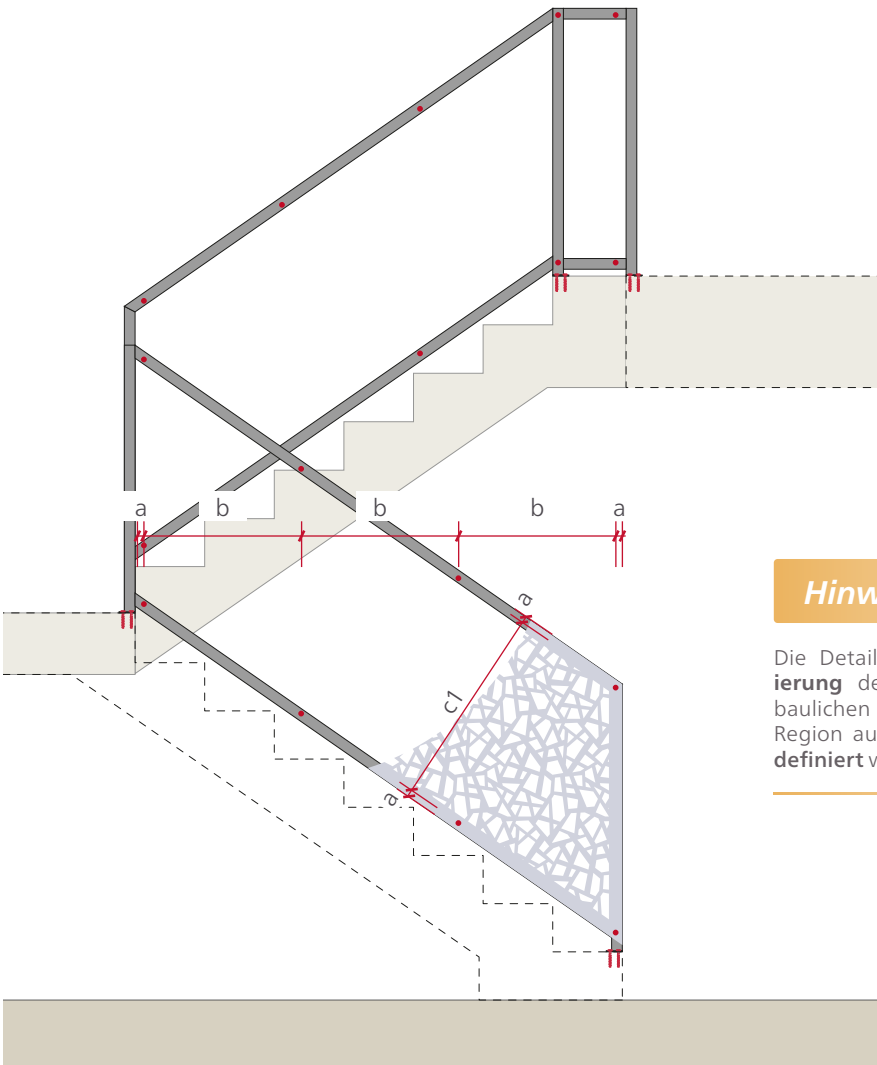 a b b b a
a
c1
a
Hinw
Die Detail
ierung de
baulichen
Region au
definiert w